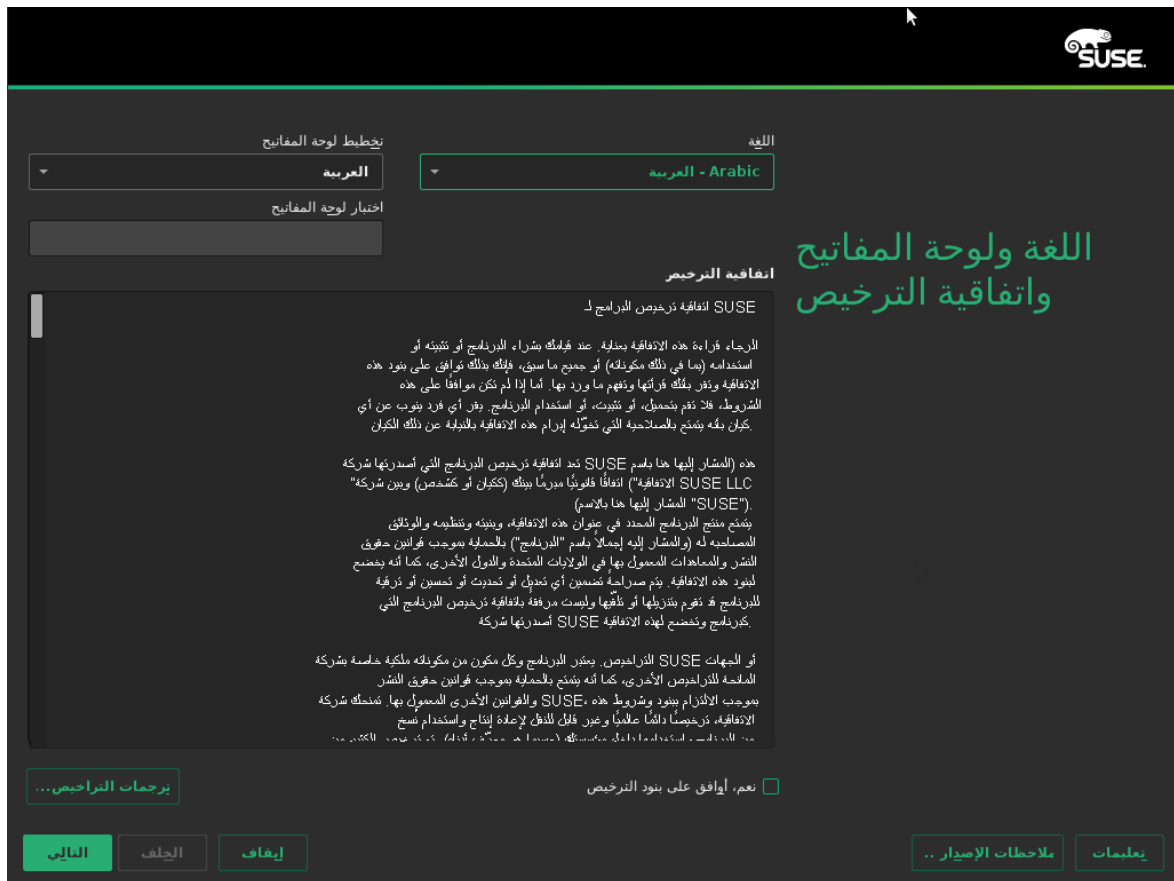 SUSE.
اللغة ولوحة المفاتيح
واتفاقية الترخيص
اللغة
Arabic - العربية
تخطيط لوحة المفاتيح
العربية
اختبار لوحة المفاتيح
اتفاقية الترخيص
SUSE اتفاقية ترخيص البرامج لـ
الرجاء قراءة هذه الاتفاقية بعناية. عند قيامك بشراء البرنامج أو تثبيته أو
استخدامه (بما في ذلك مكوناته) أو جميع ما سبق، فإنك بذلك توافق على بنود هذه
الاتفاقية وتقر بأنك قرأتها وتفهم ما ورد بها. أما إذا لم تكن موافقًا على هذه
الشروط، فلا تقم بتحميل، أو تثبيت، أو استخدام البرنامج. يقر أي فرد ينوب عن أي
.كيان بأنه يتمتع بالصلاحية التي تخوّله إبرام هذه الاتفاقية بالنيابة عن ذلك الكيان
هذه (المشار إليها هنا باسم SUSE تعد اتفاقية ترخيص البرنامج التي أصدرتها شركة
SUSE LLC الاتفاقية") اتفاقًا قانونيًا مبرمًا بينك (ككيان أو كشخص) وبين شركة"
.("SUSE" المشار إليها هنا بالاسم)
يتمتع منتج البرنامج المحدد في عنوان هذه الاتفاقية، وبنيته وتنظيمه والوثائق
المصاحبه له (والمشار إليه إجمالاً باسم "البرنامج") بالحماية بموجب قوانين حقوق
النشر والمعاهدات المعمول بها في الولايات المتحدة والدول الأخرى، كما أنه يخضع
لبنود هذه الاتفاقية. يتم صراحةً تضمين أي تعديل أو تحديث أو تحسين أو ترقية
للبرنامج قد تقوم بتنزيلها أو تلقّيها وليست مرفقة باتفاقية ترخيص البرنامج التي
.كبرنامج وتخضع لهذه الاتفاقية SUSE أصدرتها شركة
أو الجهات SUSE التراخيص. يعتبر البرنامج وكل مكون من مكوناته ملكية خاصة بشركة
المانحة للتراخيص الأخرى، كما أنه يتمتع بالحماية بموجب قوانين حقوق النشر
بموجب الالتزام ببنود وشروط هذه ،SUSE والقوانين الأخرى المعمول بها. تمنحك شركة
الاتفاقية، ترخيصًا دائمًا عالميًا وغير قابل للنقل لإعادة إنتاج واستخدام نسخ
نعم، أوافق على بنود الترخيص
ترجمات التراخيص...
تعليمات
ملاحظات الإصدار ..
إيقاف
الخلف
التالي